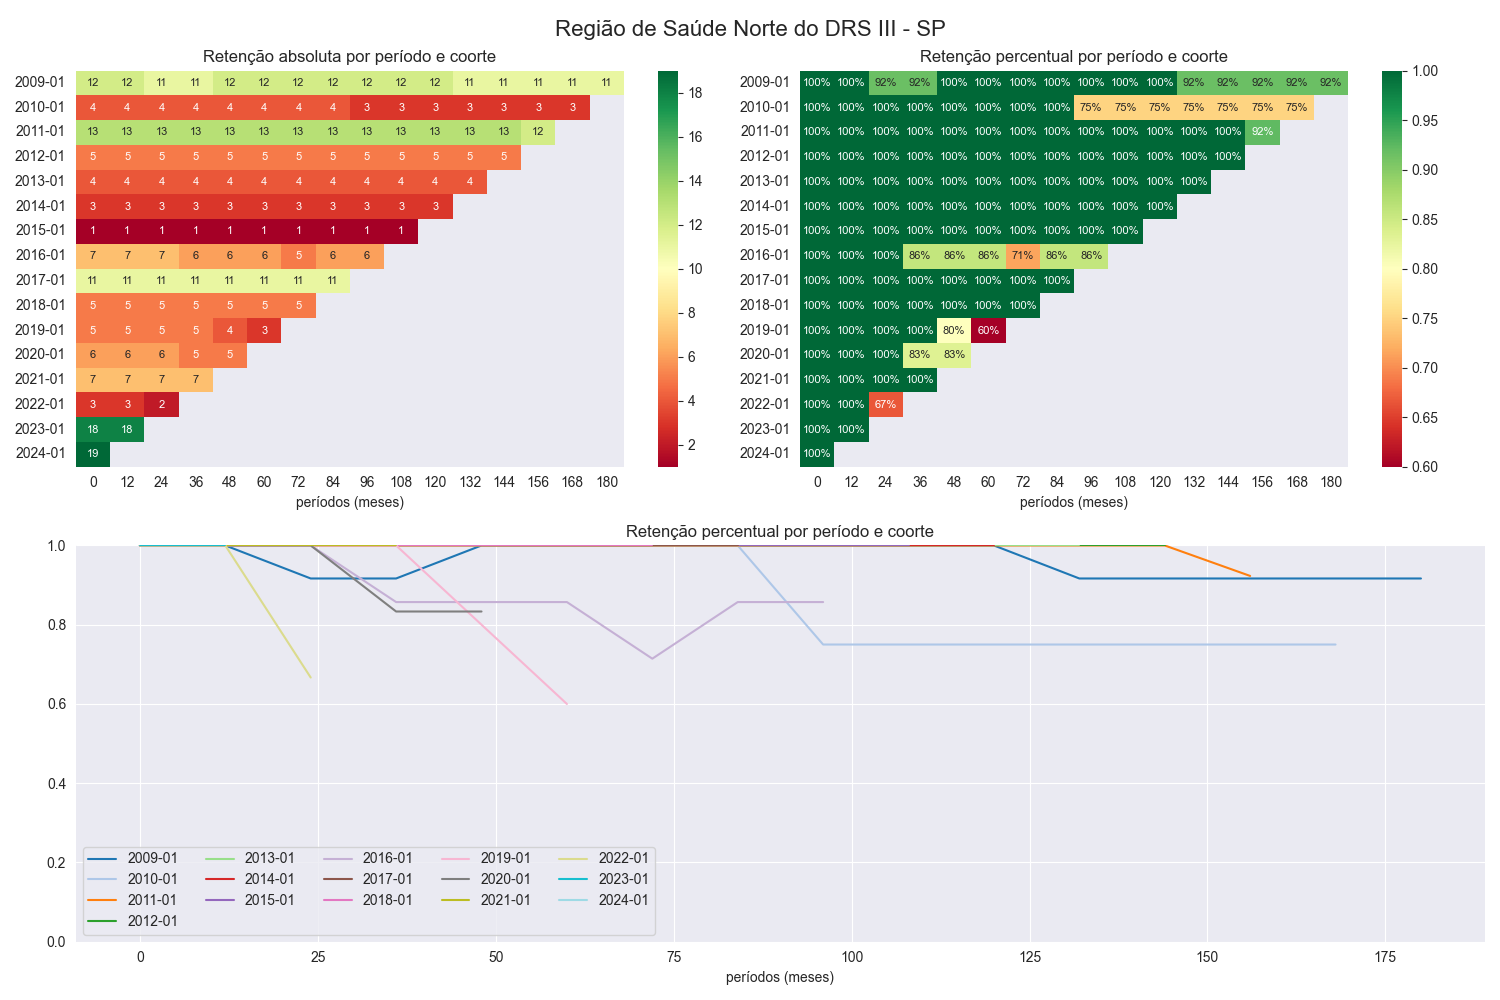 Região de Saúde Norte do DRS III - SP
Retenção absoluta por período e coorte
2009-01 12 12 11 11 12 12 12 12 12 12 12 11 11 11 11 11
2010-01 4 4 4 4 4 4 4 4 3 3 3 3 3 3 3
2011-01 13 13 13 13 13 13 13 13 13 13 13 13 13 12
2012-01 5 5 5 5 5 5 5 5 5 5 5 5 5
2013-01 4 4 4 4 4 4 4 4 4 4 4 4
2014-01 3 3 3 3 3 3 3 3 3 3 3
2015-01 1 1 1 1 1 1 1 1 1 1
2016-01 7 7 7 6 6 6 5 6 6
2017-01 11 11 11 11 11 11 11 11
2018-01 5 5 5 5 5 5 5
2019-01 5 5 5 5 4 3
2020-01 6 6 6 5 5
2021-01 7 7 7 7
2022-01 3 3 2
2023-01 18 18
2024-01 19
0 12 24 36 48 60 72 84 96 108 120 132 144 156 168 180
períodos (meses)
18
16
14
12
10
8
6
4
2
Retenção percentual por período e coorte
2009-01 100% 100% 92% 92% 100% 100% 100% 100% 100% 100% 100% 92% 92% 92% 92% 92%
2010-01 100% 100% 100% 100% 100% 100% 100% 100% 75% 75% 75% 75% 75% 75% 75%
2011-01 100% 100% 100% 100% 100% 100% 100% 100% 100% 100% 100% 100% 100% 92%
2012-01 100% 100% 100% 100% 100% 100% 100% 100% 100% 100% 100% 100% 100%
2013-01 100% 100% 100% 100% 100% 100% 100% 100% 100% 100% 100% 100%
2014-01 100% 100% 100% 100% 100% 100% 100% 100% 100% 100% 100%
2015-01 100% 100% 100% 100% 100% 100% 100% 100% 100% 100%
2016-01 100% 100% 100% 86% 86% 86% 71% 86% 86%
2017-01 100% 100% 100% 100% 100% 100% 100% 100%
2018-01 100% 100% 100% 100% 100% 100% 100%
2019-01 100% 100% 100% 100% 80% 60%
2020-01 100% 100% 100% 83% 83%
2021-01 100% 100% 100% 100%
2022-01 100% 100% 67%
2023-01 100% 100%
2024-01 100%
0 12 24 36 48 60 72 84 96 108 120 132 144 156 168 180
períodos (meses)
1.00
0.95
0.90
0.85
0.80
0.75
0.70
0.65
0.60
Retenção percentual por período e coorte
1.0
0.8
0.6
0.4
0.2
0.0
2009-01 2013-01 2016-01 2019-01 2022-01
2010-01 2014-01 2017-01 2020-01 2023-01
2011-01 2015-01 2018-01 2021-01 2024-01
2012-01
0 25 50 75 100 125 150 175
períodos (meses)